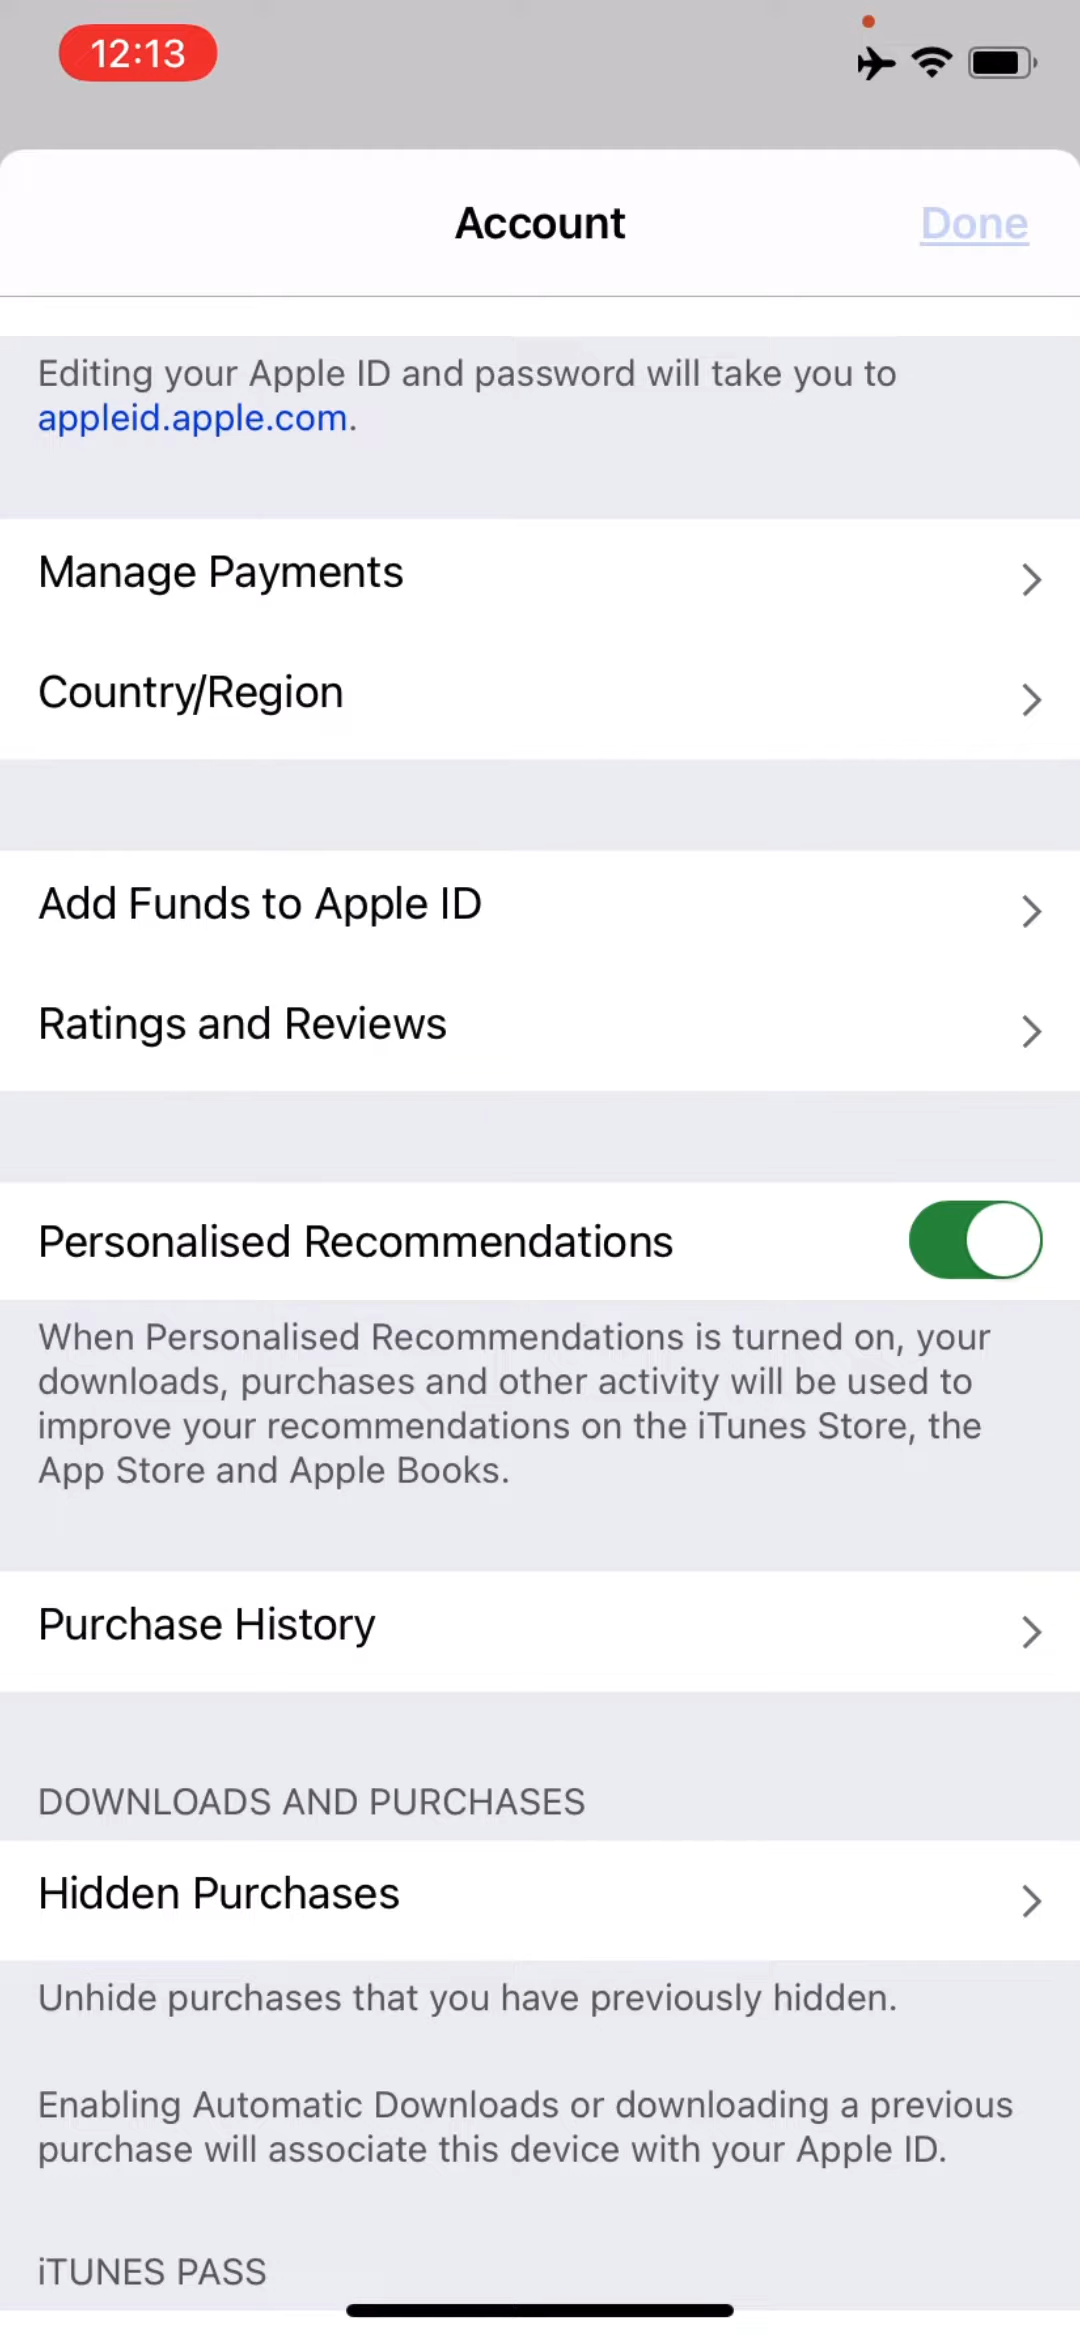 12:13
Account
Done
Editing your Apple ID and password will take you to
appleid.apple.com.
Manage Payments
Country/Region
Add Funds to Apple ID
Ratings and Reviews
Personalised Recommendations
When Personalised Recommendations is turned on, your
downloads, purchases and other activity will be used to
improve your recommendations on the iTunes Store, the
App Store and Apple Books.
Purchase History
DOWNLOADS AND PURCHASES
Hidden Purchases
Unhide purchases that you have previously hidden.
Enabling Automatic Downloads or downloading a previous
purchase will associate this device with your Apple ID.
iTUNES PASS